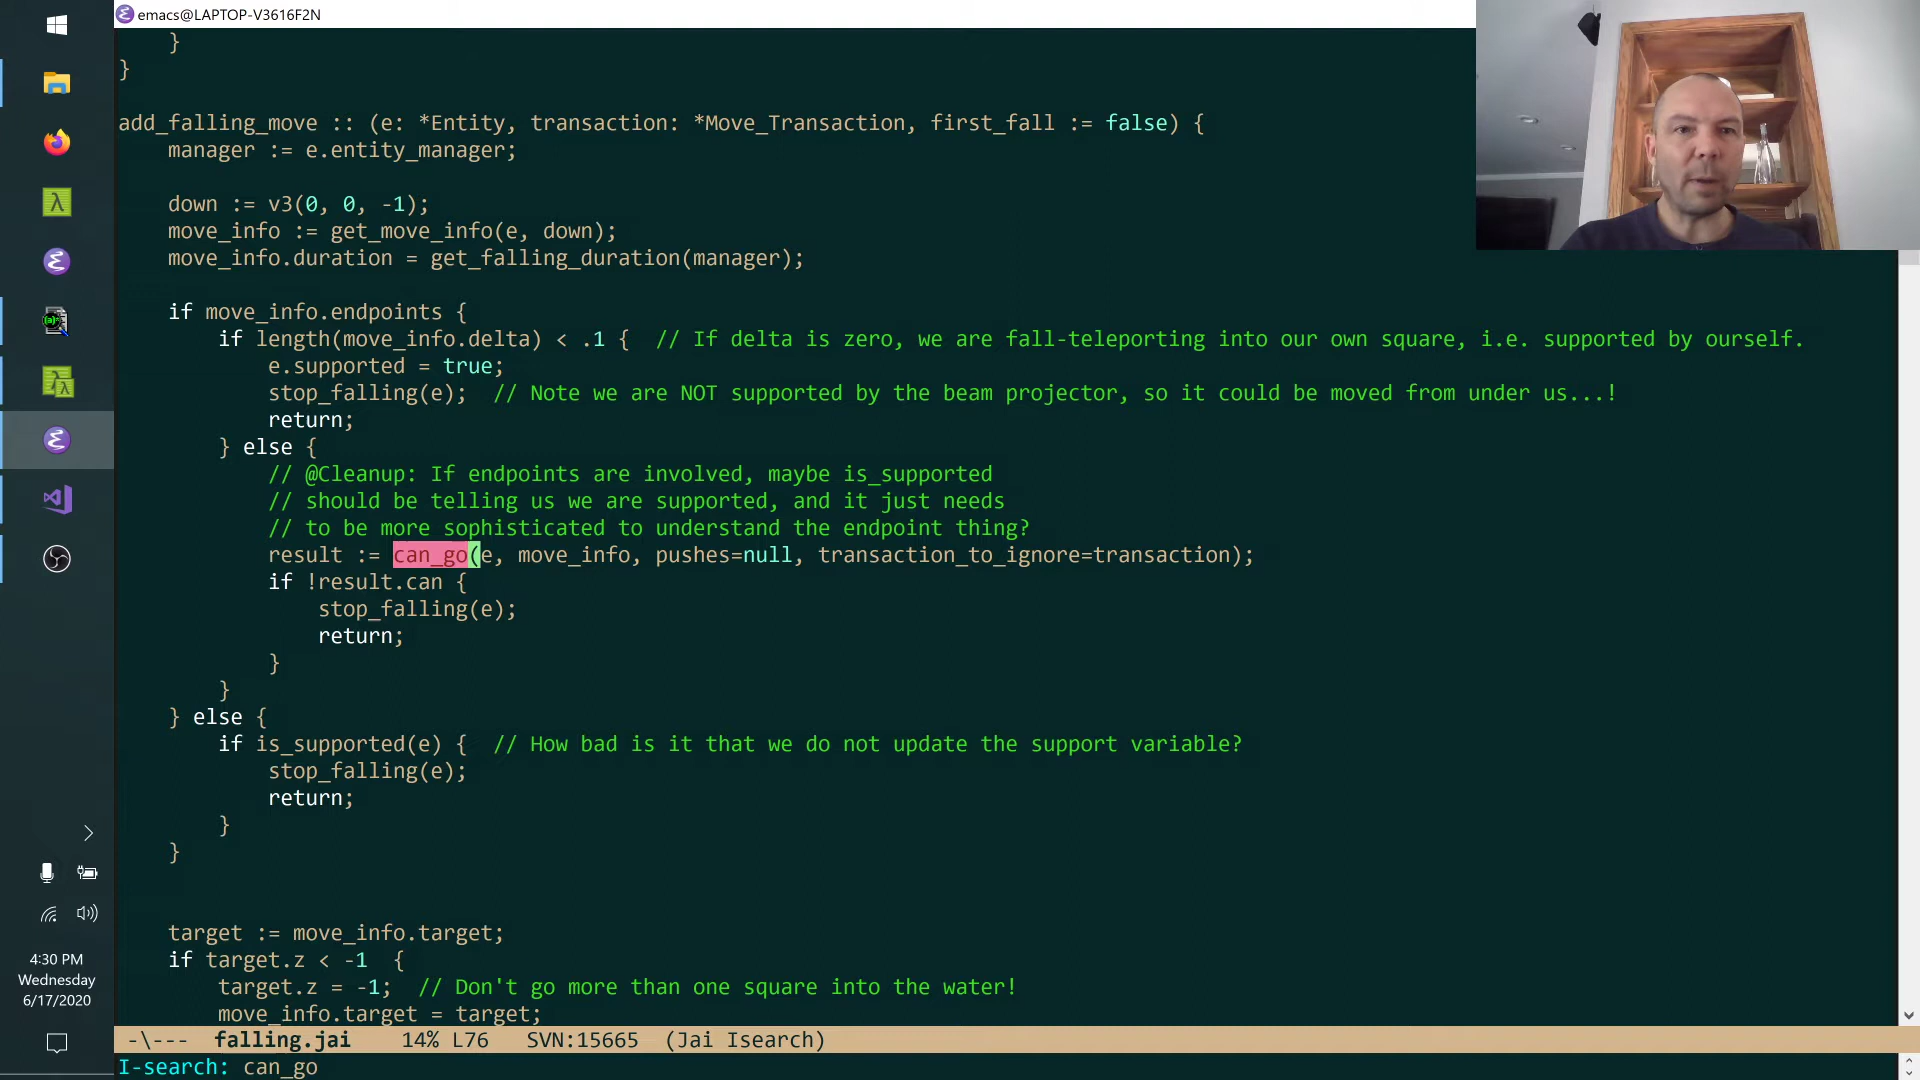 emacs@LAPTOP-V3616F2N
}
}
add_falling_move :: (e: *Entity, transaction: *Move_Transaction, first_fall := false) {
manager := e.entity_manager;
down := v3(0, 0, -1);
move_info := get_move_info(e, down);
move_info.duration = get_falling_duration(manager);
if move_info.endpoints {
if length(move_info.delta) < .1 {  // If delta is zero, we are fall-teleporting into our own square, i.e. supported by ourself.
e.supported = true;
stop_falling(e);  // Note we are NOT supported by the beam projector, so it could be moved from under us...!
return;
} else {
// @Cleanup: If endpoints are involved, maybe is_supported
// should be telling us we are supported, and it just needs
// to be more sophisticated to understand the endpoint thing?
result := can_go(e, move_info, pushes=null, transaction_to_ignore=transaction);
if !result.can {
stop_falling(e);
return;
}
}
} else {
if is_supported(e) {  // How bad is it that we do not update the support variable?
stop_falling(e);
return;
}
}
target := move_info.target;
if target.z < -1  {
target.z = -1;  // Don't go more than one square into the water!
move_info.target = target;
-\---  falling.jai    14% L76   SVN:15665  (Jai Isearch)
I-search: can_go
4:30 PM
Wednesday
6/17/2020